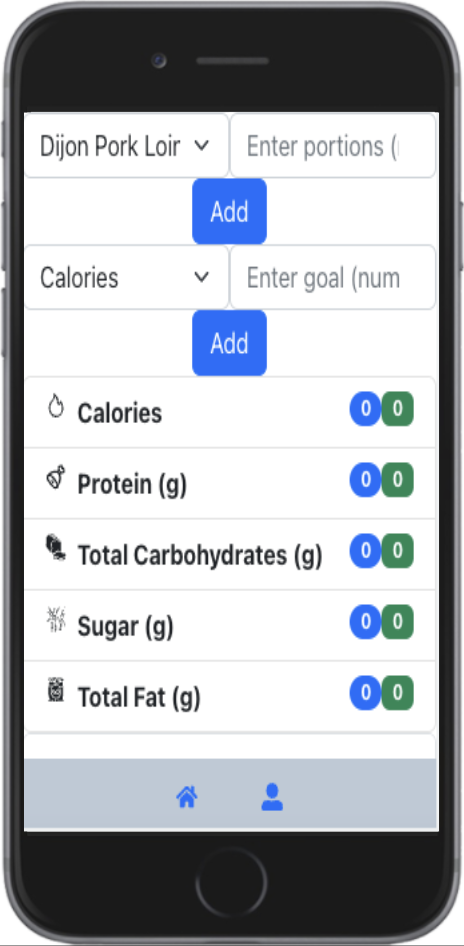 Dijon Pork Loir Enter portions (
Add
Calories Enter goal (num
Add
Calories 0 0
Protein (g) 0 0
Total Carbohydrates (g) 0 0
Sugar (g) 0 0
Total Fat (g) 0 0